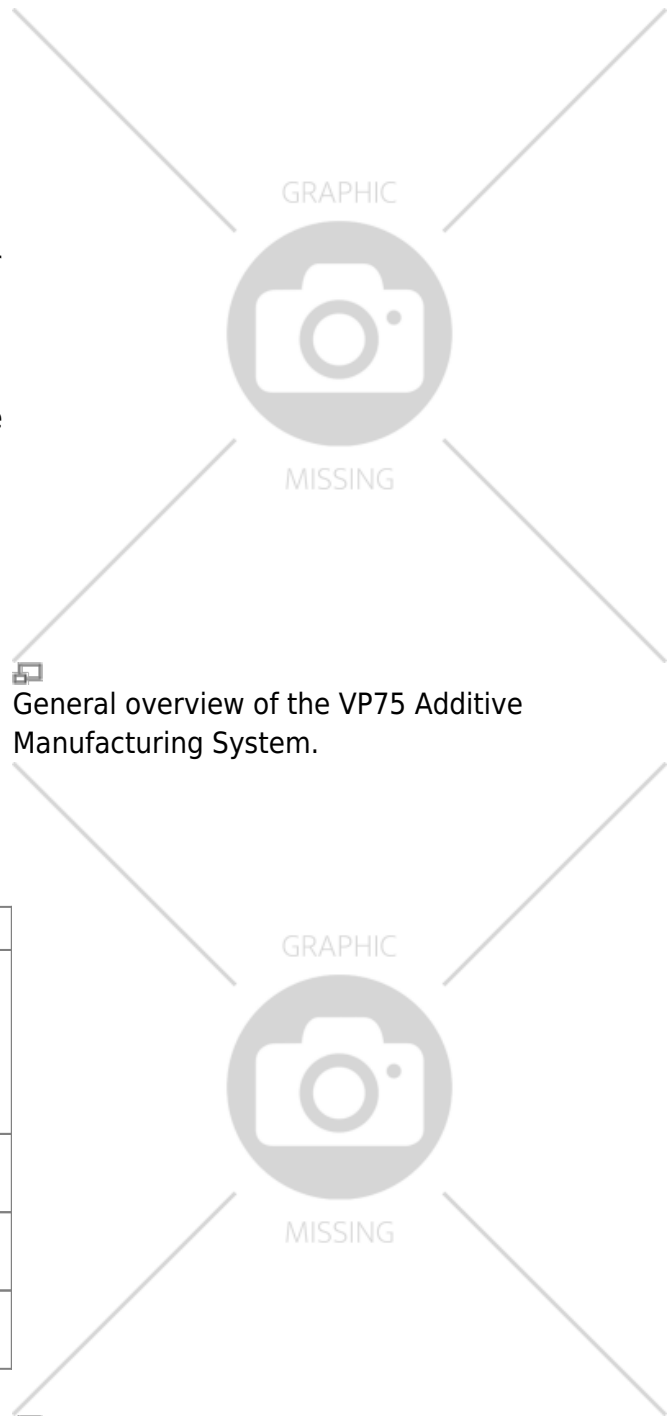 GRAPHIC
MISSING
General overview of the VP75 Additive
Manufacturing System.
GRAPHIC
MISSING